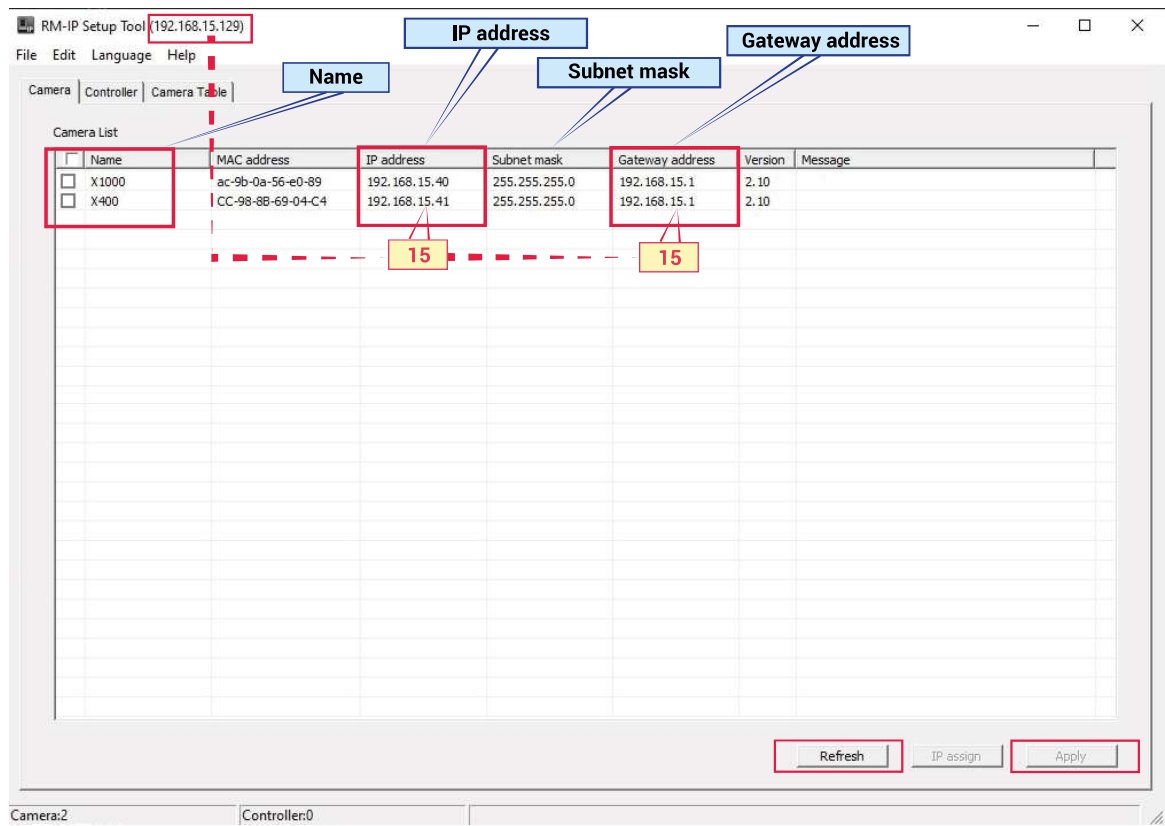 RM-IP Setup Tool (192.168.15.129)
IP address
Gateway address
File Edit Language Help
Name
Subnet mask
Camera Controller Camera Table
Camera List
Name MAC address IP address Subnet mask Gateway address Version Message
X1000 ac-9b-0a-56-e0-89 192.168.15.40 255.255.255.0 192.168.15.1 2.10
X400 CC-98-8B-69-04-C4 192.168.15.41 255.255.255.0 192.168.15.1 2.10
15 15
Refresh IP assign Apply
Camera:2 Controller:0